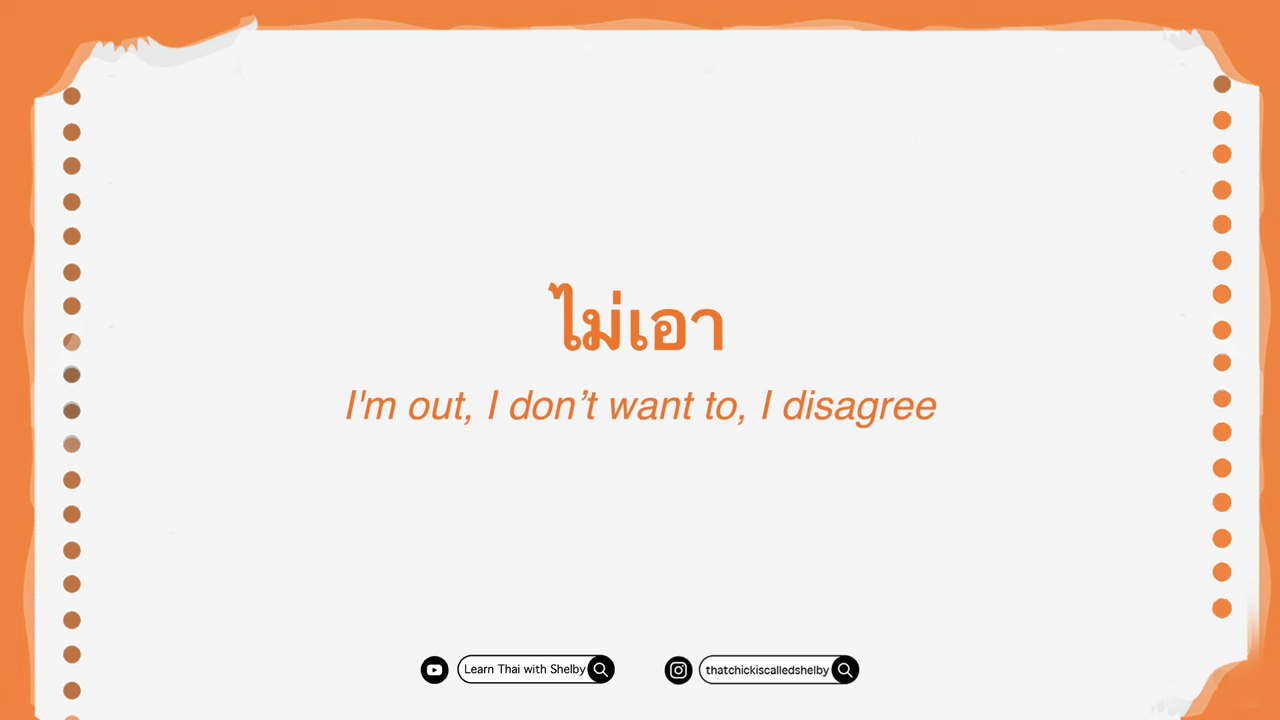 ไม่เอา
I'm out, I don’t want to, I disagree
Learn Thai with Shelby
thatchickiscalledshelby